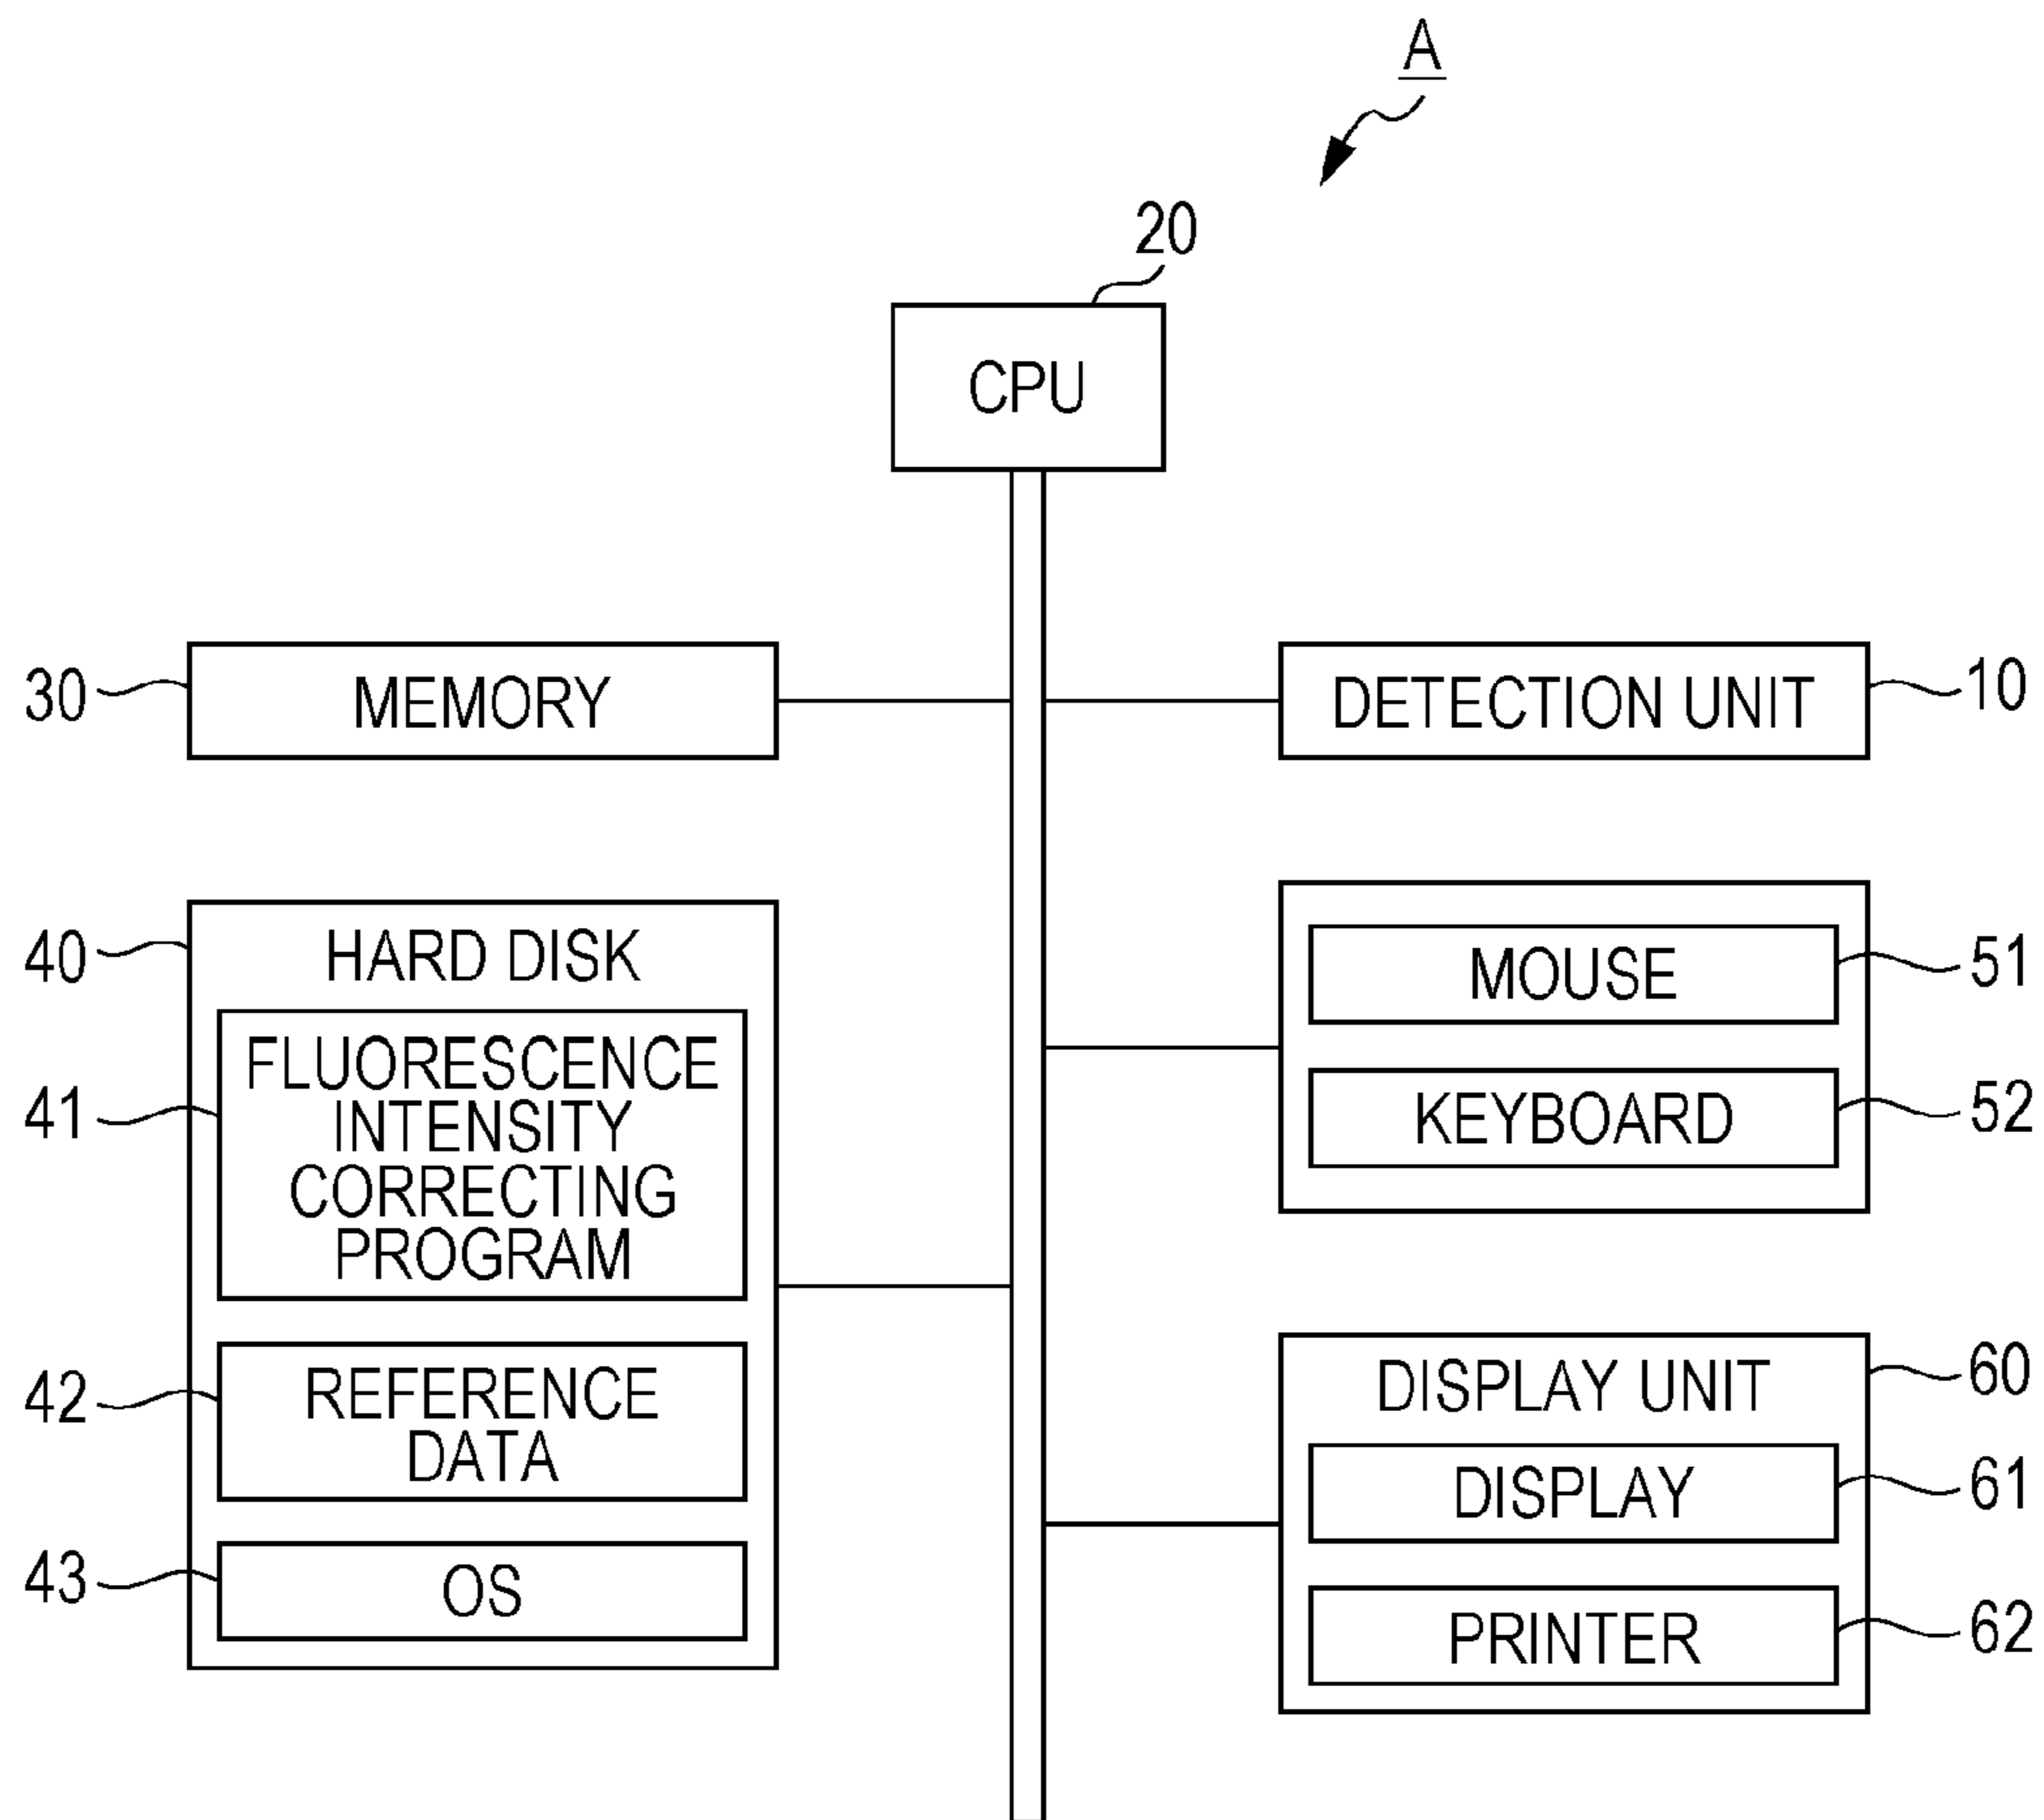 A
20
CPU
30
MEMORY
DETECTION UNIT
10
40
HARD DISK
41
FLUORESCENCE
INTENSITY
CORRECTING
PROGRAM
42
REFERENCE
DATA
43
OS
MOUSE
51
KEYBOARD
52
DISPLAY UNIT
60
DISPLAY
61
PRINTER
62